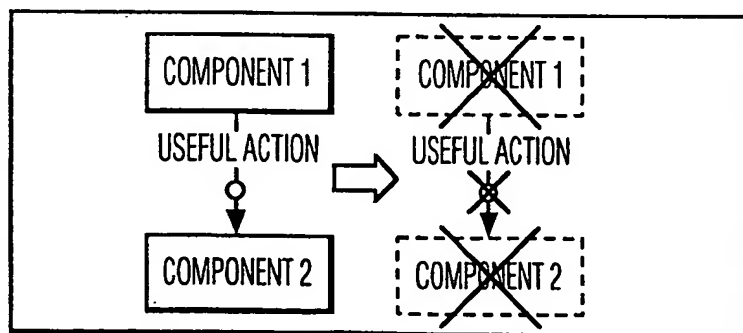 COMPONENT 1
USEFUL ACTION
COMPONENT 2
COMPONENT 1
USEFUL ACTION
COMPONENT 2